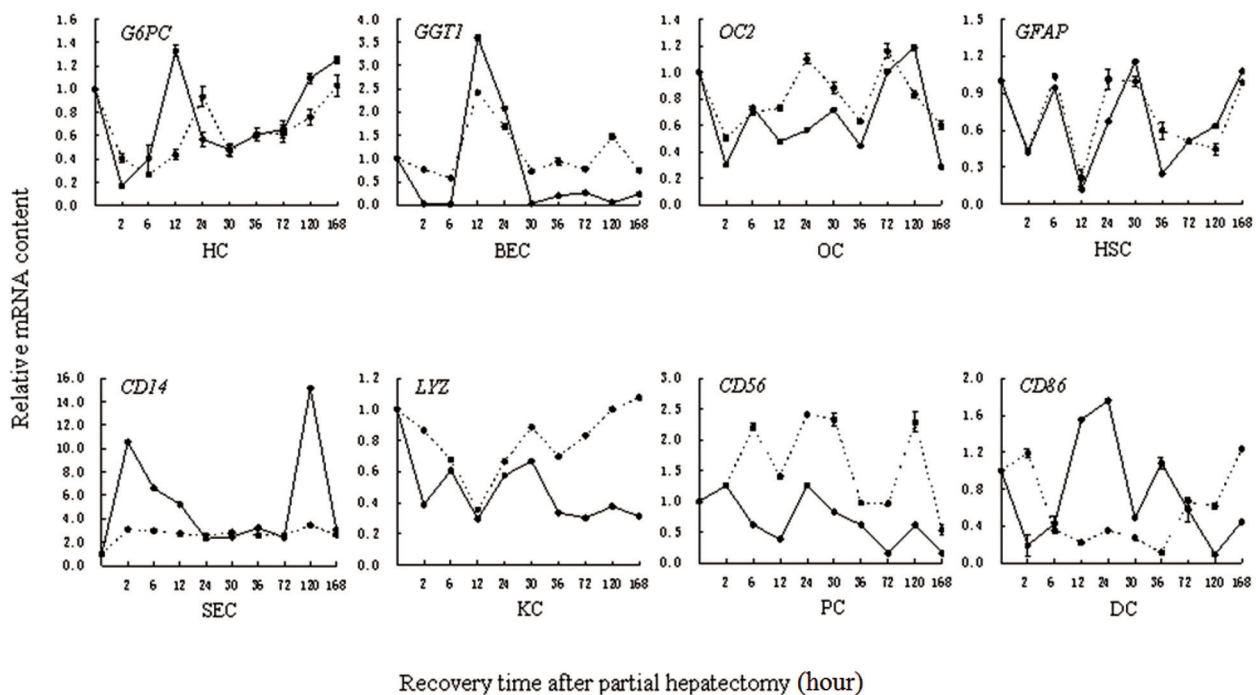 Relative mRNA content
G6PC
1.6
1.4
1.2
1.0
0.8
0.6
0.4
0.2
0.0
2 6 12 24 30 36 72 120 168
HC
GGT1
4.0
3.5
3.0
2.5
2.0
1.5
1.0
0.5
0.0
2 6 12 24 30 36 72 120 168
BEC
OC2
1.4
1.2
1.0
0.8
0.6
0.4
0.2
0.0
2 6 12 24 30 36 72 120 168
OC
GFAP
1.5
1.2
0.9
0.6
0.3
0.0
2 6 12 24 30 36 72 120 168
HSC
CD14
16.0
14.0
12.0
10.0
8.0
6.0
4.0
2.0
0.0
2 6 12 24 30 36 72 120 168
SEC
LYZ
1.2
1.0
0.8
0.6
0.4
0.2
0.0
2 6 12 24 30 36 72 120 168
KC
CD56
3.0
2.5
2.0
1.5
1.0
0.5
0.0
2 6 12 24 30 36 72 120 168
PC
CD86
2.0
1.6
1.2
0.8
0.4
0.0
2 6 12 24 30 36 72 120 168
DC
Recovery time after partial hepatectomy (hour)